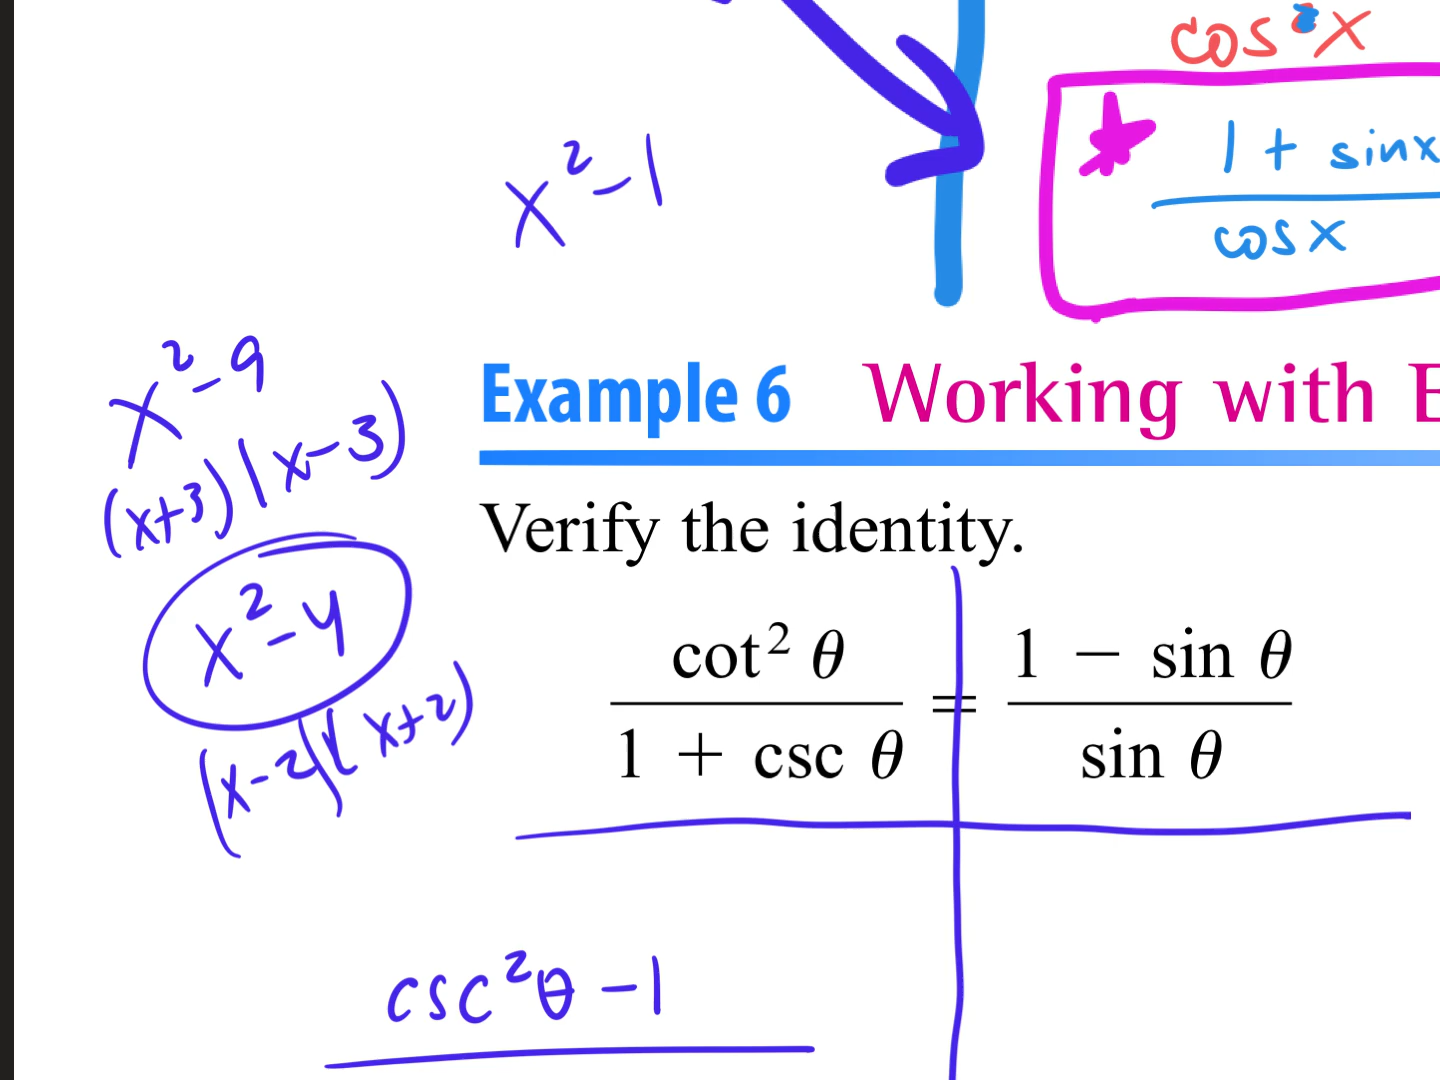 cos²x
1 + sinx
cosx
x²-1
x²-9
(x+3)(x-3)
x²-4
(x-2)(x+2)
Example 6 Working with
Verify the identity.
cot² θ / 1 + csc θ = 1 − sin θ / sin θ
csc²θ -1